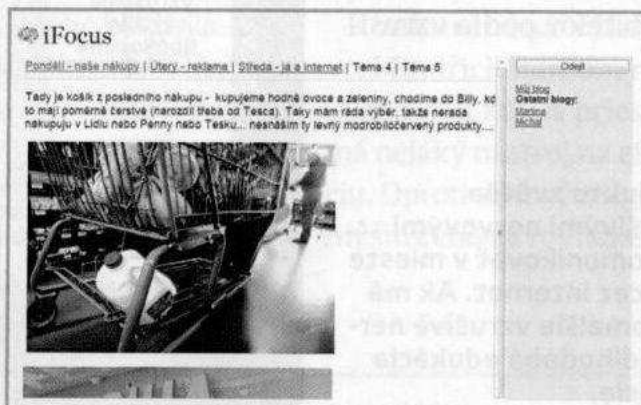 iFocus
Pondělí - naše nákupy | Úterý - reklama | Středa - ja a internet | Téma 4 | Téma 5
Tady je košík z posledního nákupu - kupujeme hodně ovoce a zeleniny, chodíme do Billy, kd
to mají poměrně čerstvé (narozdíl třeba od Tesca). Taky mám ráda výběr, takže nerada
nakupuju v Lidlu nebo Penny nebo Tesku... nesnáším ty levný modrobíločervený produkty....
Odejít
Můj blog
Ostatní blogy:
Martina
Michal